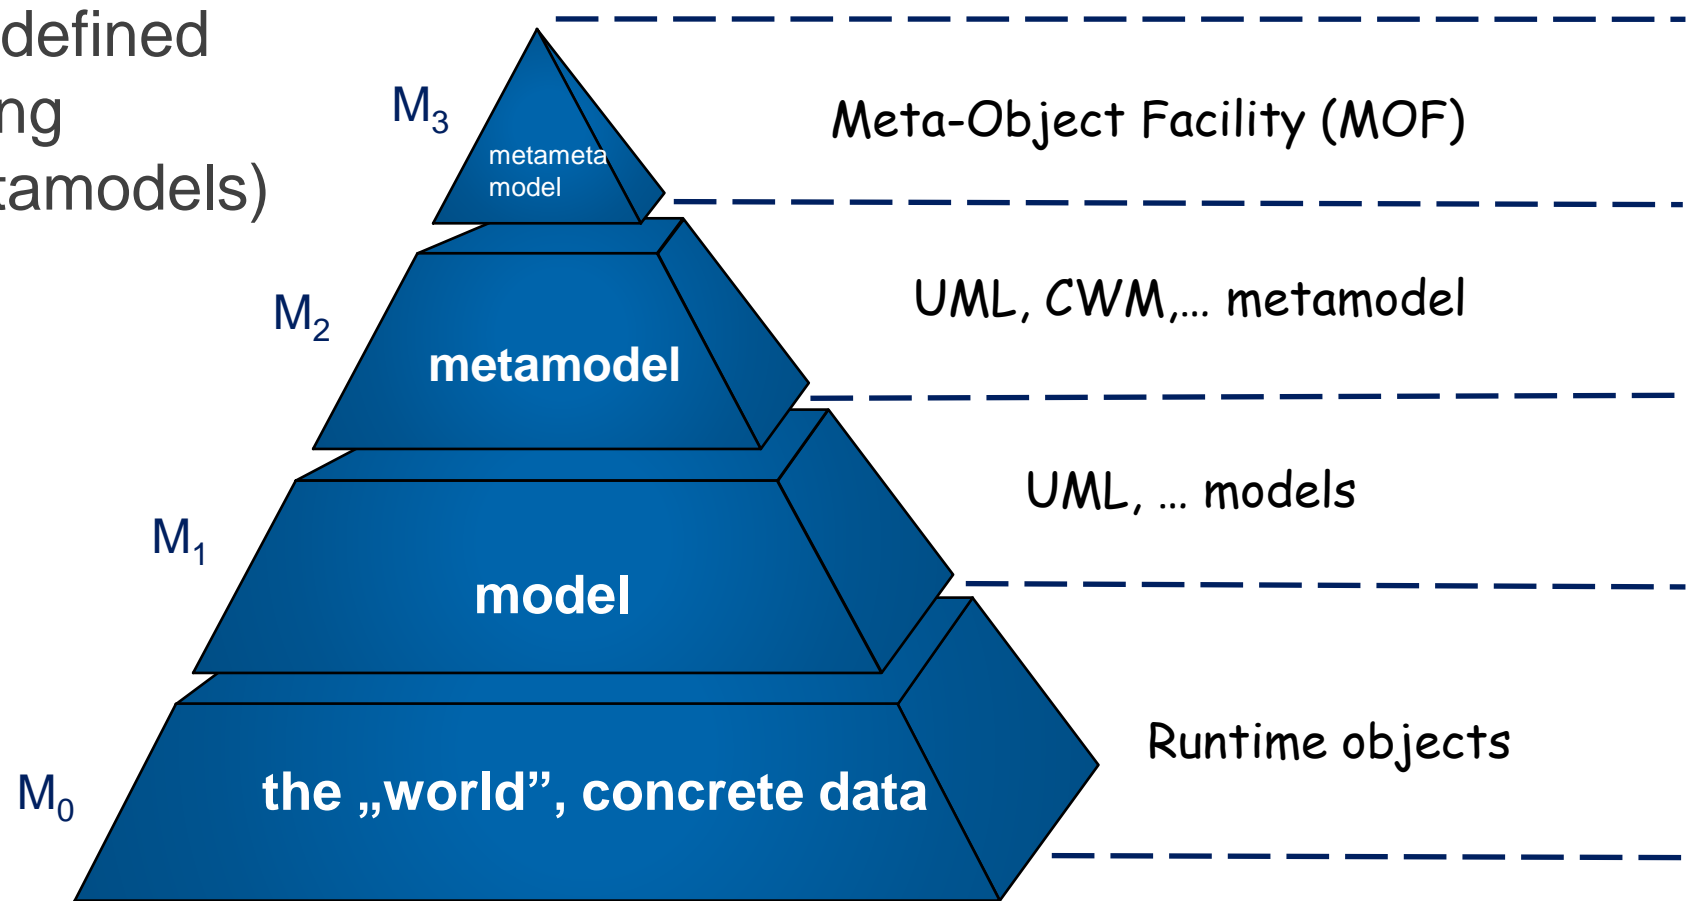 defined
ng
tamodels)
M₃
metameta
model
Meta-Object Facility (MOF)
M₂
metamodel
UML, CWM,... metamodel
M₁
model
UML, ... models
M₀
the „world”, concrete data
Runtime objects